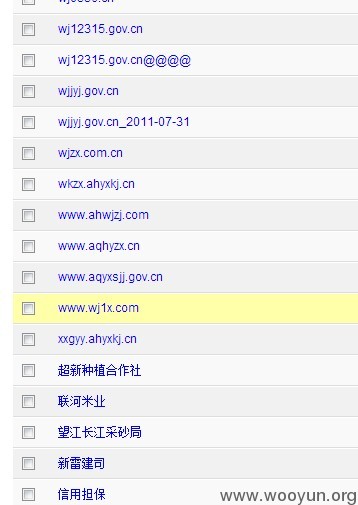 wj12315.gov.cn
wj12315.gov.cn@@@@
wjjyj.gov.cn
wjjyj.gov.cn_2011-07-31
wjzx.com.cn
wkzx.ahyxkj.cn
www.ahwjzj.com
www.aqhyzx.cn
www.aqyxsjj.gov.cn
www.wj1x.com
xxgyy.ahyxkj.cn
超新种植合作社
联河米业
望江长江采砂局
新雷建司
信用担保
www.wooyun.org